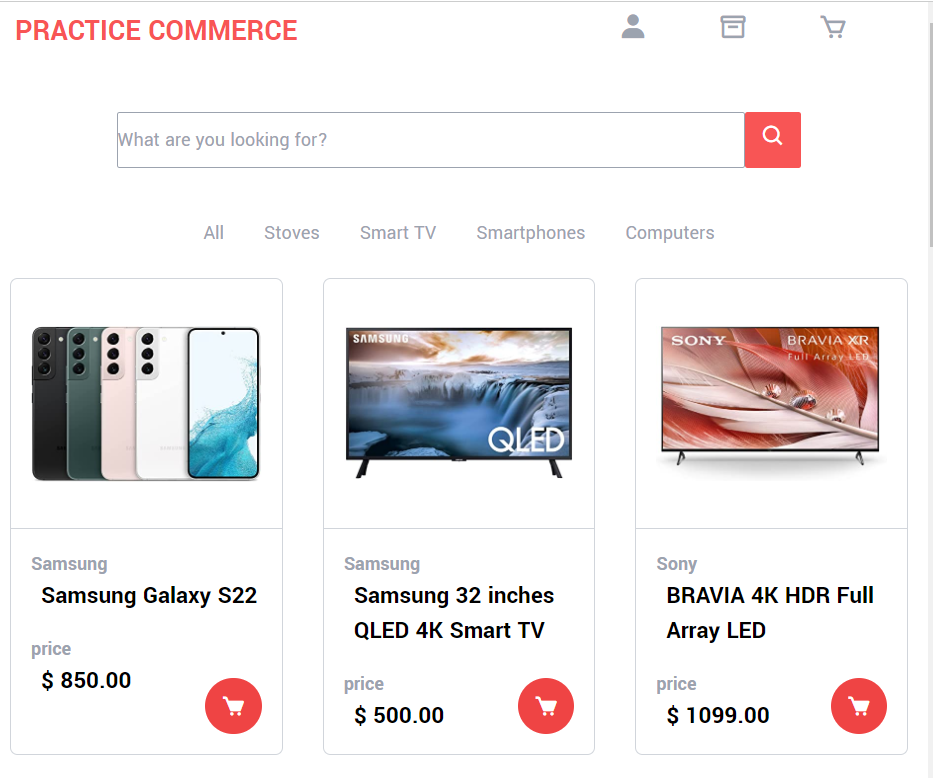 PRACTICE COMMERCE
What are you looking for?
All Stoves Smart TV Smartphones Computers
SAMSUNG
QLED
SONY BRAVIA XR
Full Array LED
Samsung
Samsung Galaxy S22
price
$ 850.00
Samsung
Samsung 32 inches
QLED 4K Smart TV
price
$ 500.00
Sony
BRAVIA 4K HDR Full
Array LED
price
$ 1099.00